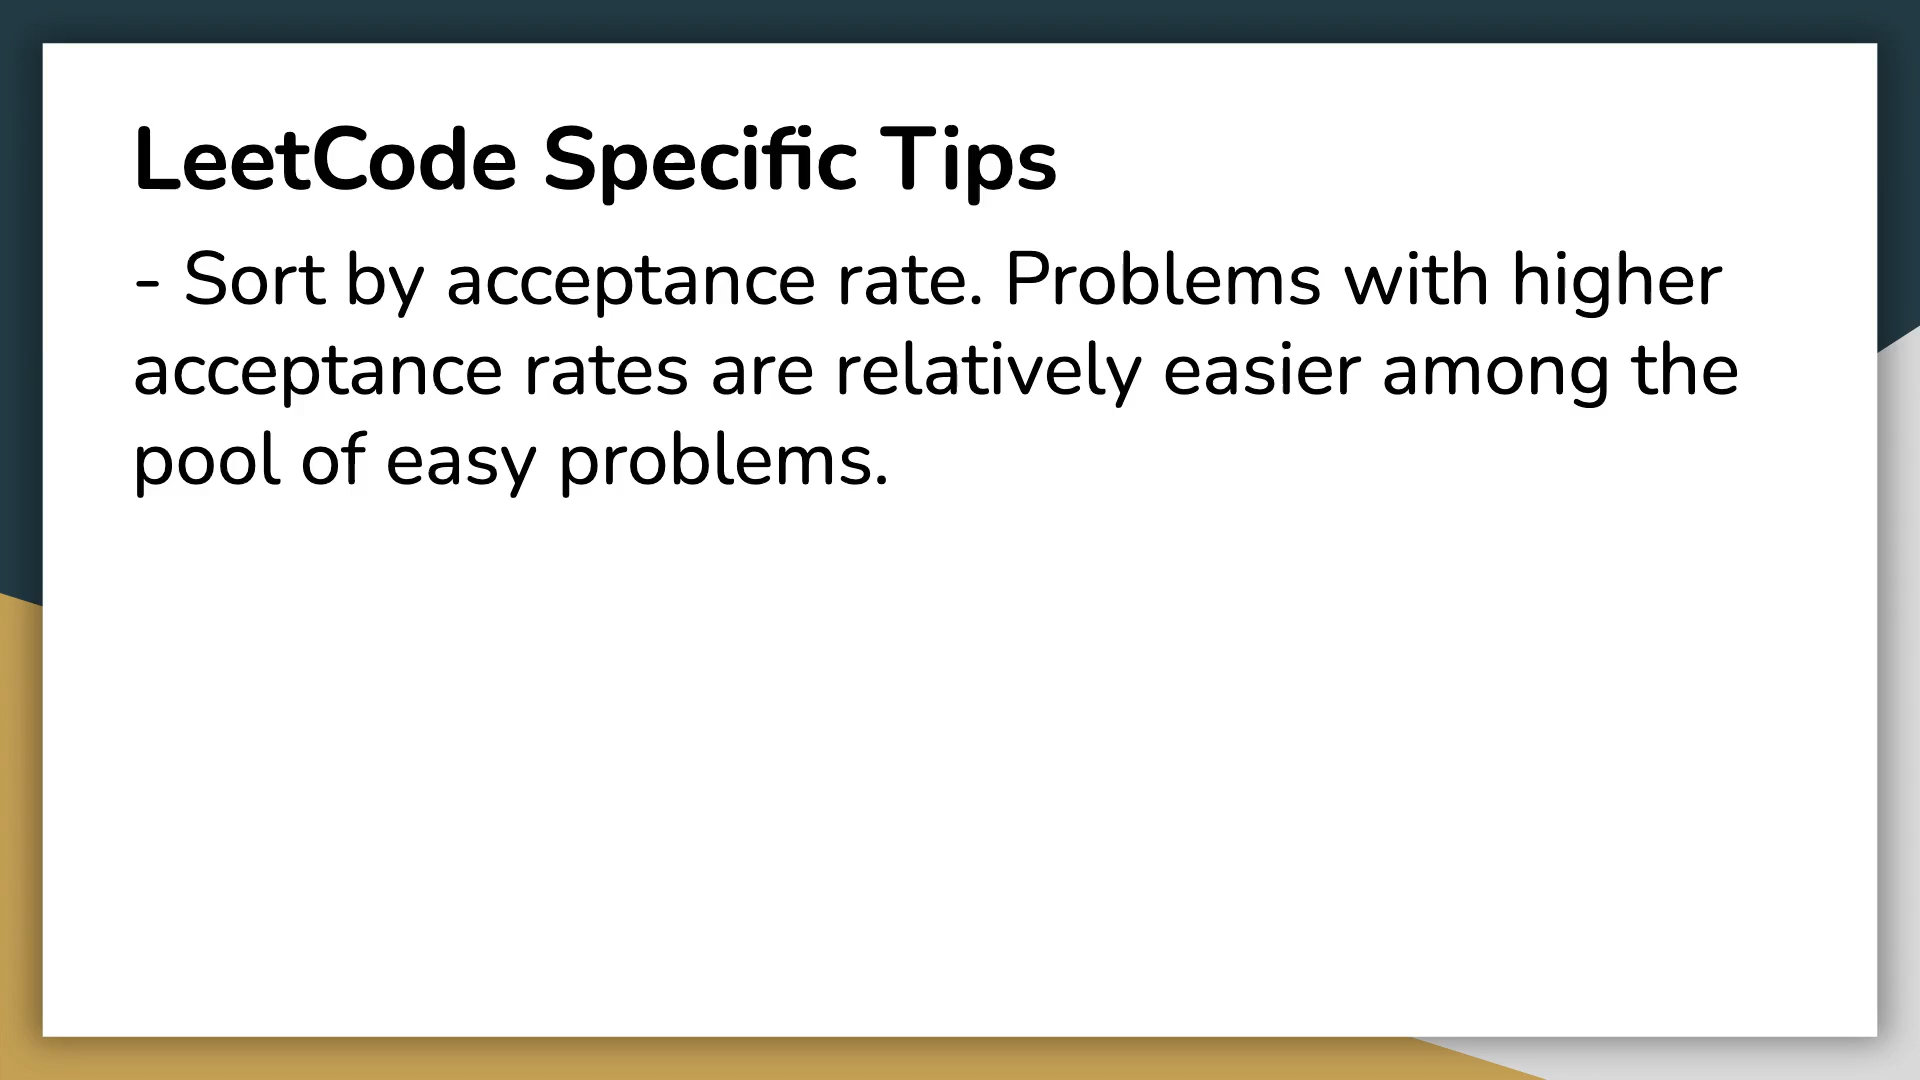 LeetCode Specific Tips
- Sort by acceptance rate. Problems with higher
acceptance rates are relatively easier among the
pool of easy problems.